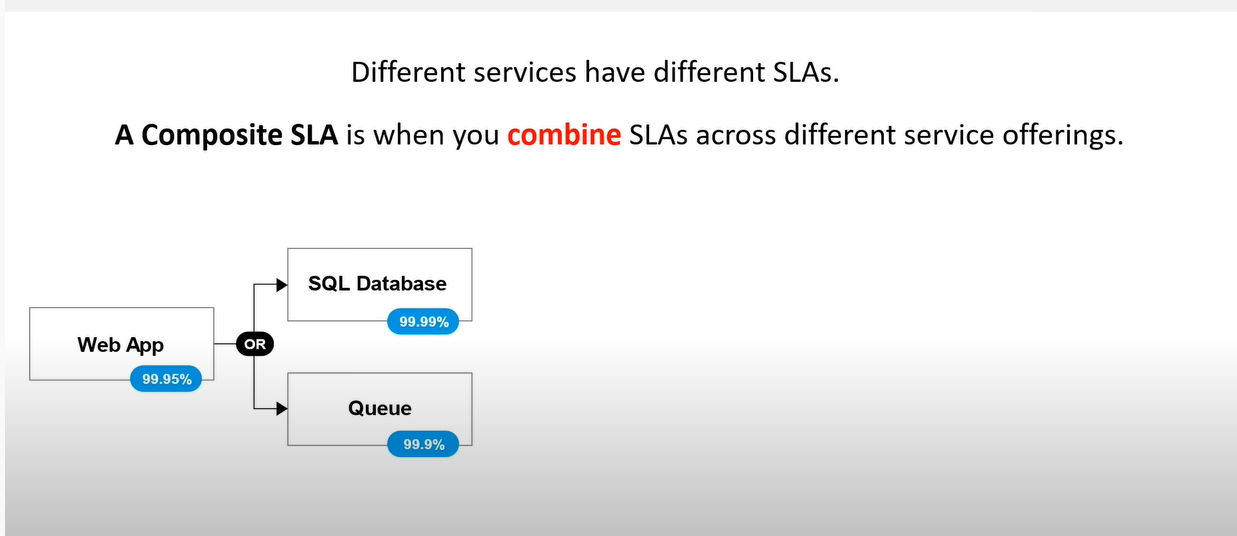 Different services have different SLAs.
A Composite SLA is when you combine SLAs across different service offerings.
SQL Database
99.99%
Web App
OR
99.95%
Queue
99.9%